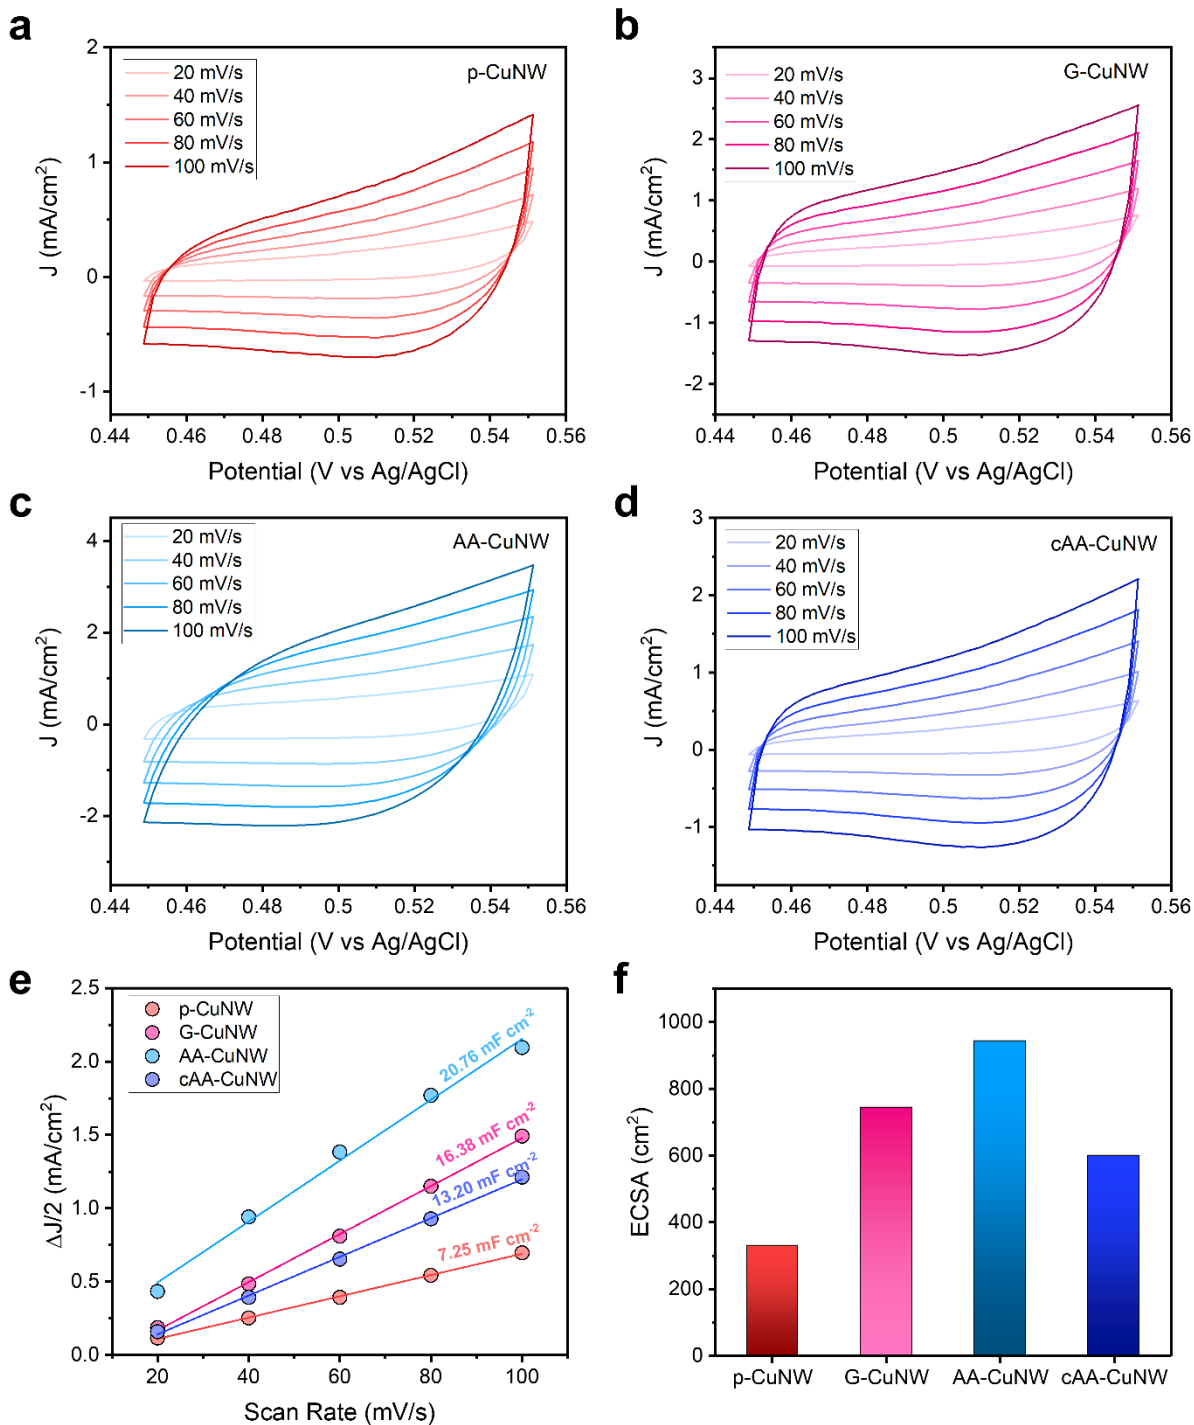 a
2
1
0
-1
20 mV/s
40 mV/s
60 mV/s
80 mV/s
100 mV/s
p-CuNW
J (mA/cm²)
0.44 0.46 0.48 0.5 0.52 0.54 0.56
Potential (V vs Ag/AgCl)
b
3
2
1
0
-1
-2
20 mV/s
40 mV/s
60 mV/s
80 mV/s
100 mV/s
G-CuNW
J (mA/cm²)
0.44 0.46 0.48 0.5 0.52 0.54 0.56
Potential (V vs Ag/AgCl)
c
4
2
0
-2
20 mV/s
40 mV/s
60 mV/s
80 mV/s
100 mV/s
AA-CuNW
J (mA/cm²)
0.44 0.46 0.48 0.5 0.52 0.54 0.56
Potential (V vs Ag/AgCl)
d
3
2
1
0
-1
20 mV/s
40 mV/s
60 mV/s
80 mV/s
100 mV/s
cAA-CuNW
J (mA/cm²)
0.44 0.46 0.48 0.5 0.52 0.54 0.56
Potential (V vs Ag/AgCl)
e
2.5
2.0
1.5
1.0
0.5
0.0
p-CuNW
G-CuNW
AA-CuNW
cAA-CuNW
20.76 mF cm⁻²
16.38 mF cm⁻²
13.20 mF cm⁻²
7.25 mF cm⁻²
ΔJ/2 (mA/cm²)
20 40 60 80 100
Scan Rate (mV/s)
f
1000
800
600
400
200
0
ECSA (cm²)
p-CuNW G-CuNW AA-CuNW cAA-CuNW